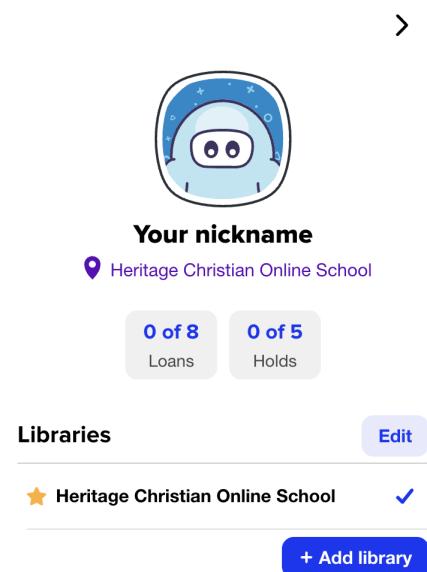 Your nickname
Heritage Christian Online School
0 of 8
Loans
0 of 5
Holds
Libraries
Edit
Heritage Christian Online School
+ Add library